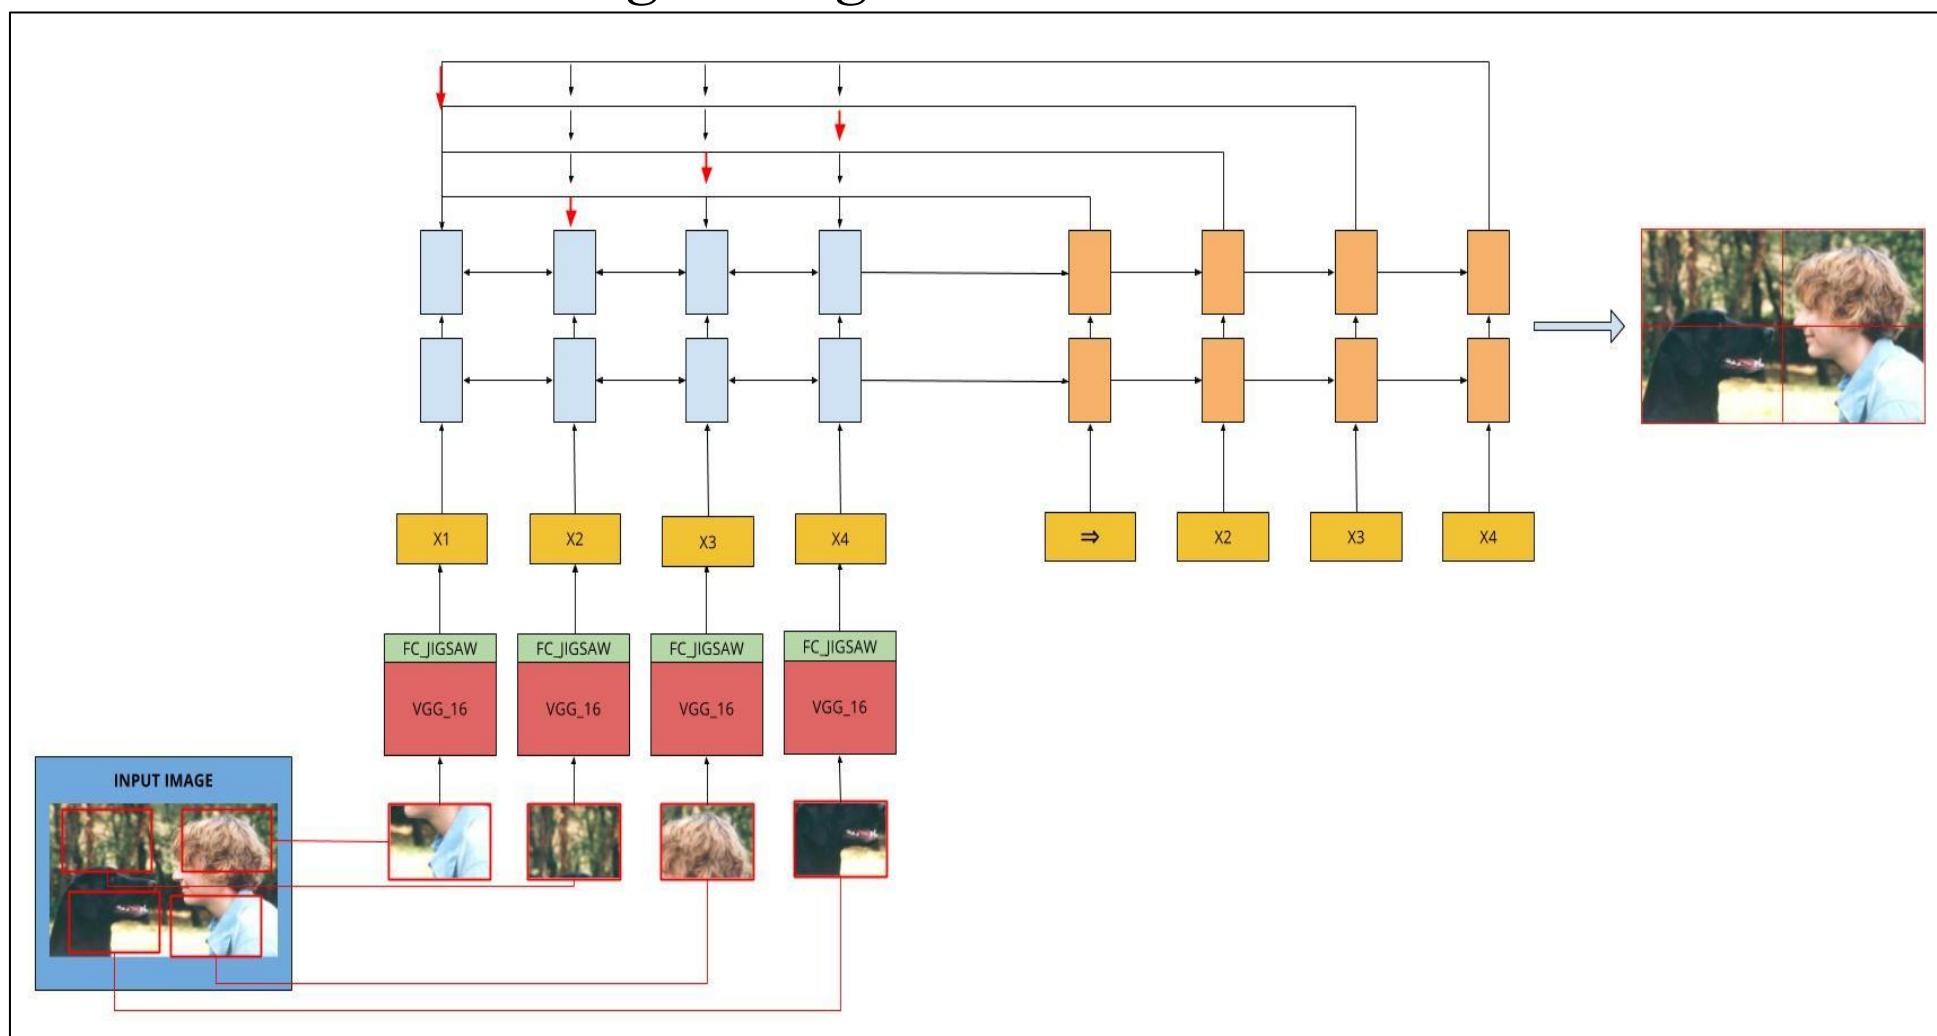 X1 X2 X3 X4 ⇒ X2 X3 X4
FC_JIGSAW FC_JIGSAW FC_JIGSAW FC_JIGSAW
VGG_16 VGG_16 VGG_16 VGG_16
INPUT IMAGE